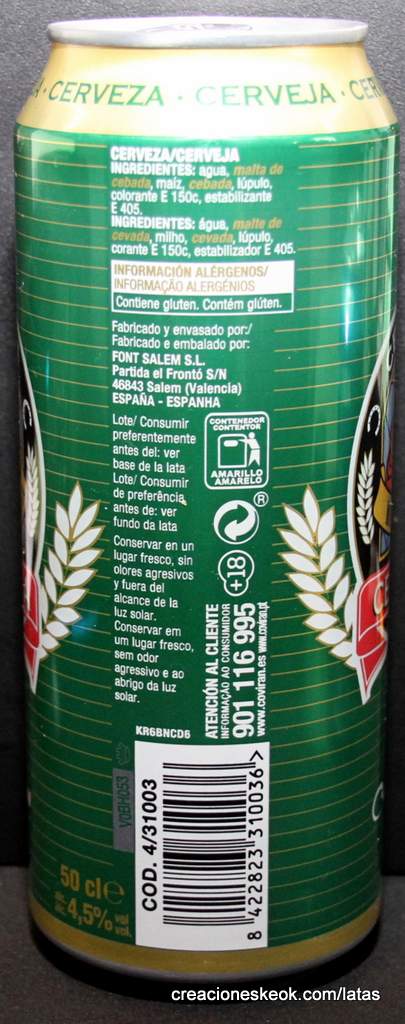 CERVEZA · CERVEJA · CER
CERVEZA/CERVEJA
INGREDIENTES: agua, malta de
cebada, maíz, cebada, lúpulo,
colorante E 150c, estabilizante
E 405.
INGREDIENTES: água, malte de
cevada, milho, cevada, lúpulo,
corante E 150c, estabilizador E 405.
INFORMACIÓN ALÉRGENOS/
INFORMAÇÃO ALERGÉNIOS
Contiene gluten. Contém glúten.
Fabricado y envasado por:/
Fabricado e embalado por:
FONT SALEM S.L.
Partida el Frontó S/N
46843 Salem (Valencia)
ESPAÑA - ESPANHA
Lote/ Consumir
preferentemente
antes del: ver
base de la lata
Lote/ Consumir
de preferência
antes de: ver
fundo da lata
Conservar en un
lugar fresco, sin
olores agresivos
y fuera del
alcance de la
luz solar.
Conservar em
um lugar fresco,
sem odor
agressivo e ao
abrigo da luz
solar.
CONTENEDOR
CONTENTOR
AMARILLO
AMARELO
®
+18
ATENCIÓN AL CLIENTE
INFORMAÇÃO AO CONSUMIDOR
901 116 995
www.coviran.es www.coviran.pt
KR6BNCD6
V08H053
COD. 4/31003
8 422823 310036 >
50 cl e
alc. 4,5% vol
alc. vol.
creacioneskeok.com/latas